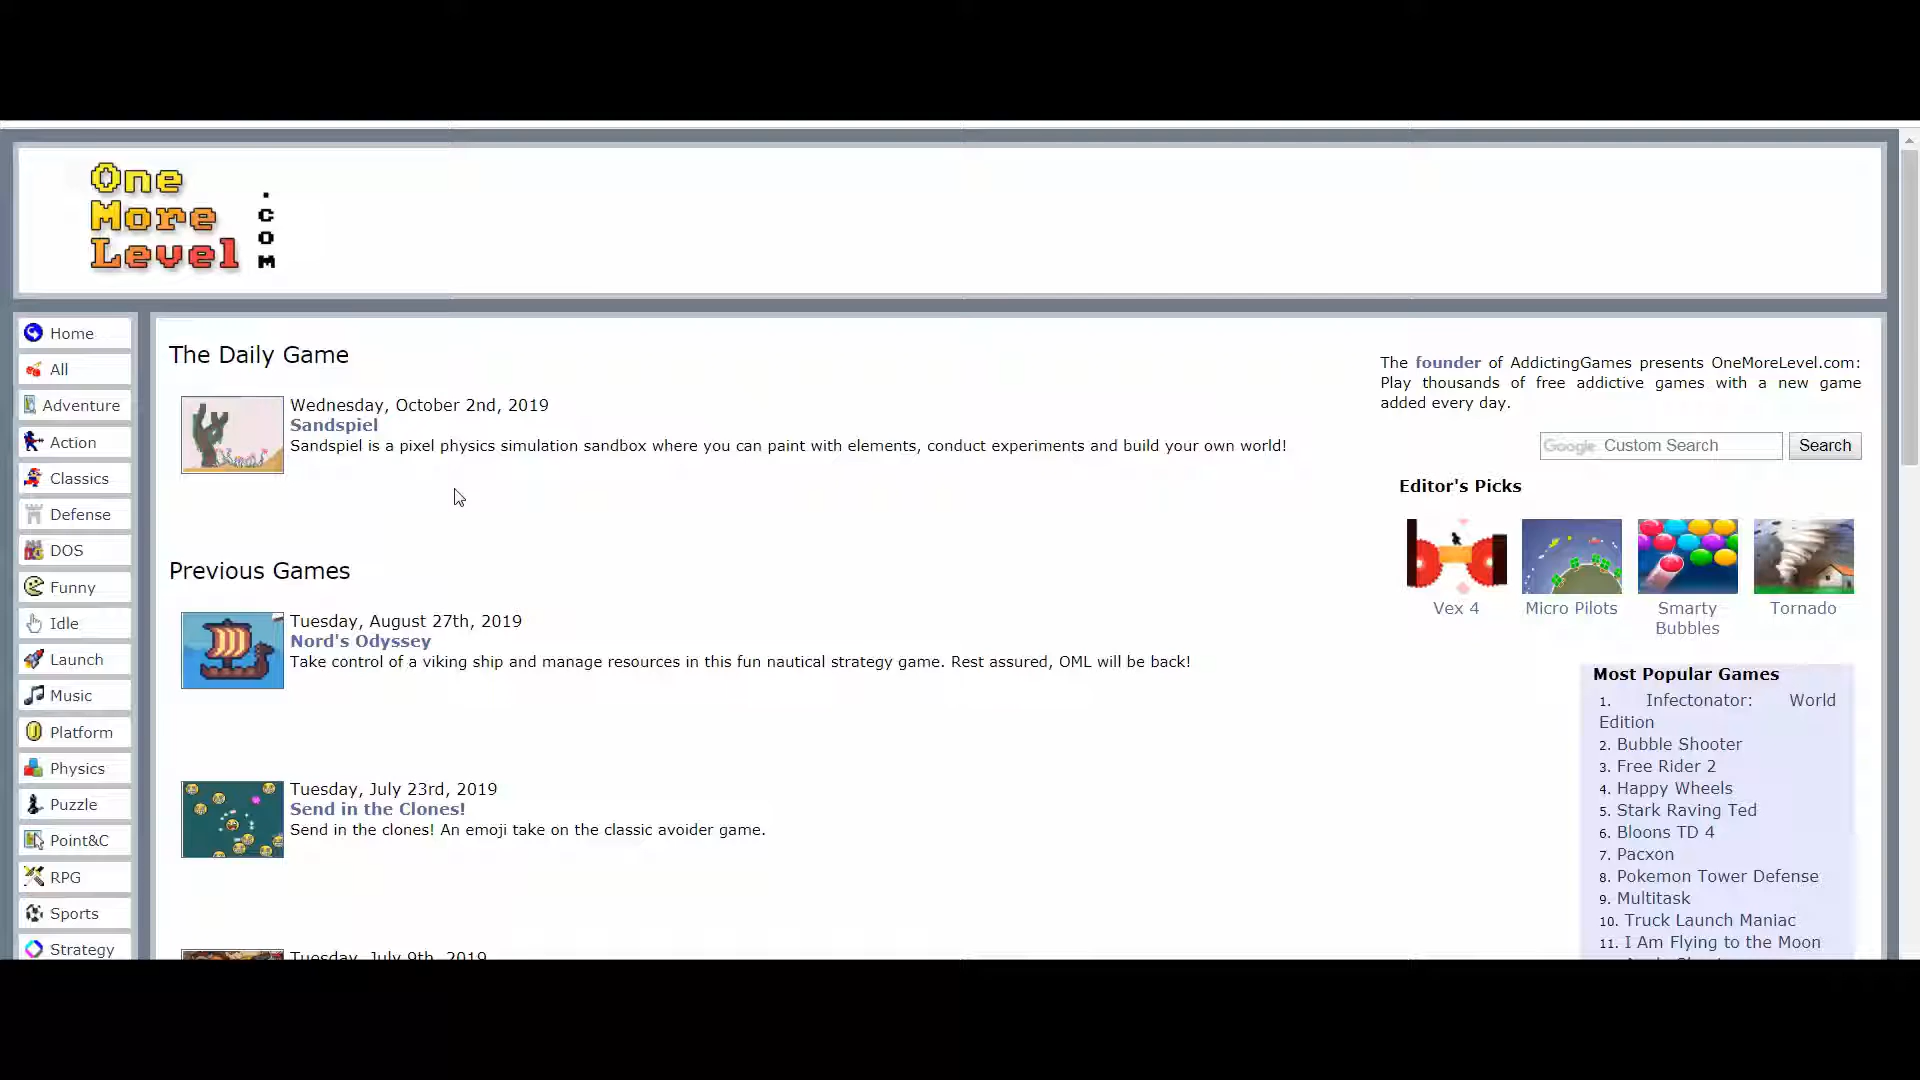 One
More
Level
.com
Home
All
Adventure
Action
Classics
Defense
DOS
Funny
Idle
Launch
Music
Platform
Physics
Puzzle
Point&C
RPG
Sports
Strategy
The Daily Game
Wednesday, October 2nd, 2019
Sandspiel
Sandspiel is a pixel physics simulation sandbox where you can paint with elements, conduct experiments and build your own world!
Previous Games
Tuesday, August 27th, 2019
Nord's Odyssey
Take control of a viking ship and manage resources in this fun nautical strategy game. Rest assured, OML will be back!
Tuesday, July 23rd, 2019
Send in the Clones!
Send in the clones! An emoji take on the classic avoider game.
Tuesday, July 9th, 2019
The founder of AddictingGames presents OneMoreLevel.com:
Play thousands of free addictive games with a new game
added every day.
Google Custom Search
Search
Editor's Picks
Vex 4
Micro Pilots
Smarty
Bubbles
Tornado
Most Popular Games
1. Infectonator: World
Edition
2. Bubble Shooter
3. Free Rider 2
4. Happy Wheels
5. Stark Raving Ted
6. Bloons TD 4
7. Pacxon
8. Pokemon Tower Defense
9. Multitask
10. Truck Launch Maniac
11. I Am Flying to the Moon